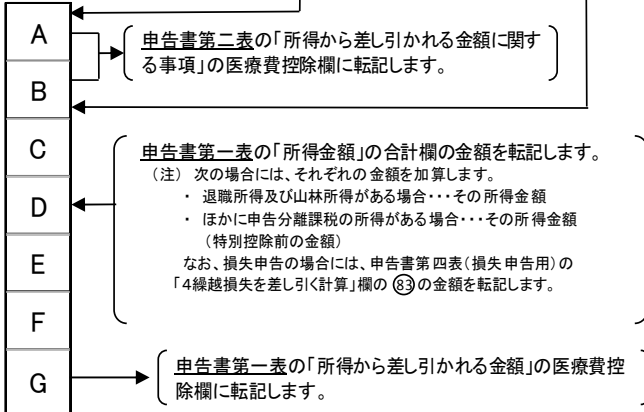 A
申告書第二表の「所得から差し引かれる金額に関す
る事項」の医療費控除欄に転記します。
B
C
申告書第一表の「所得金額」の合計欄の金額を転記します。
（注） 次の場合には、それぞれの金額を加算します。
・ 退職所得及び山林所得がある場合・・・その所得金額
D
・ ほかに申告分離課税の所得がある場合・・・その所得金額
（特別控除前の金額）
E
なお、損失申告の場合には、申告書第四表（損失申告用）の
「4繰越損失を差し引く計算」欄の ㊃の金額を転記します。
F
G
申告書第一表の「所得から差し引かれる金額」の医療費控
除欄に転記します。